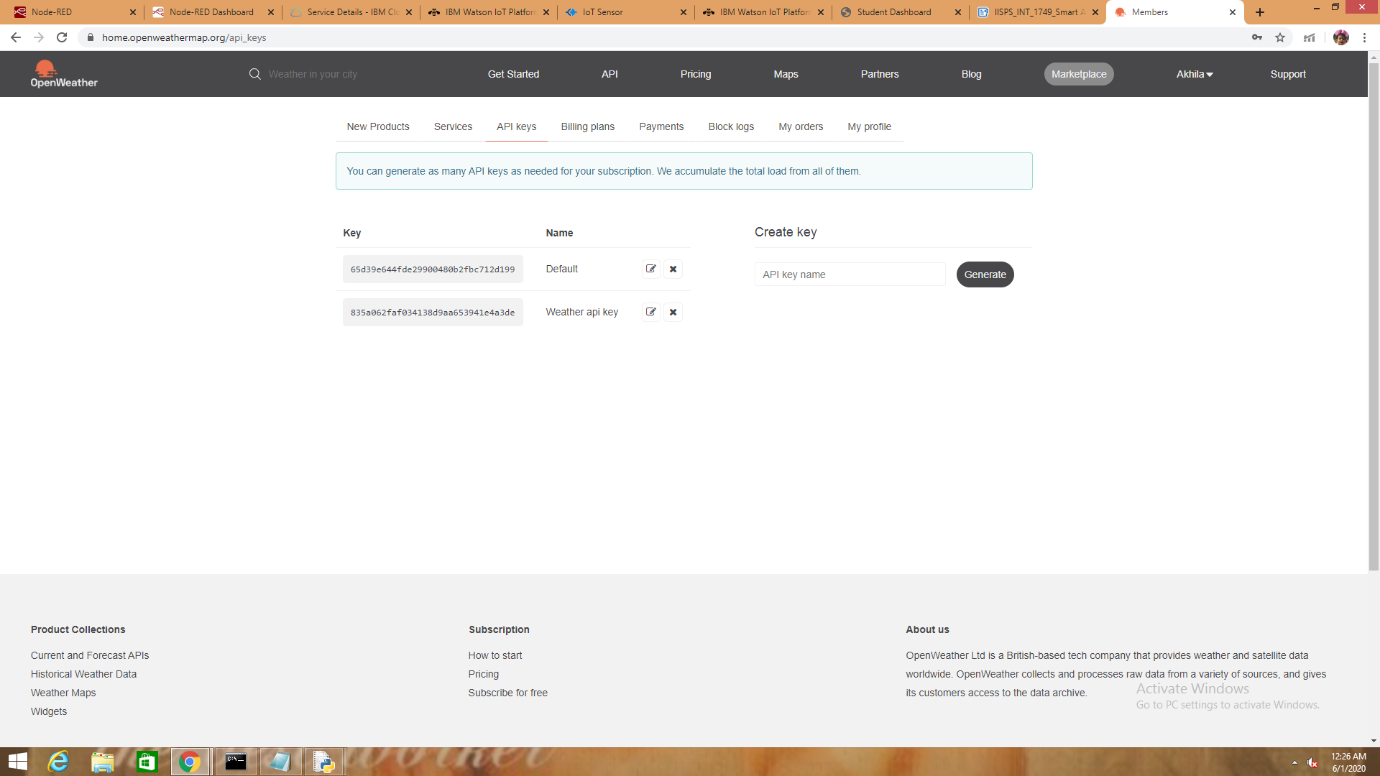 Node-RED
Node-RED Dashboard
Service Details - IBM Cl
IBM Watson IoT Platfor
IoT Sensor
IBM Watson IoT Platfor
Student Dashboard
IISPS_INT_1749_Smart A
Members
home.openweathermap.org/api_keys
OpenWeather
Weather in your city
Get Started
API
Pricing
Maps
Partners
Blog
Marketplace
Akhila
Support
New Products
Services
API keys
Billing plans
Payments
Block logs
My orders
My profile
You can generate as many API keys as needed for your subscription. We accumulate the total load from all of them.
Key
Name
65d39e644fde29900480b2fbc712d199
Default
835a062faf034138d9aa653941e4a3de
Weather api key
Create key
API key name
Generate
Product Collections
Current and Forecast APIs
Historical Weather Data
Weather Maps
Widgets
Subscription
How to start
Pricing
Subscribe for free
About us
OpenWeather Ltd is a British-based tech company that provides weather and satellite data
worldwide. OpenWeather collects and processes raw data from a variety of sources, and gives
its customers access to the data archive.
Activate Windows
Go to PC settings to activate Windows.
12:26 AM
6/1/2020